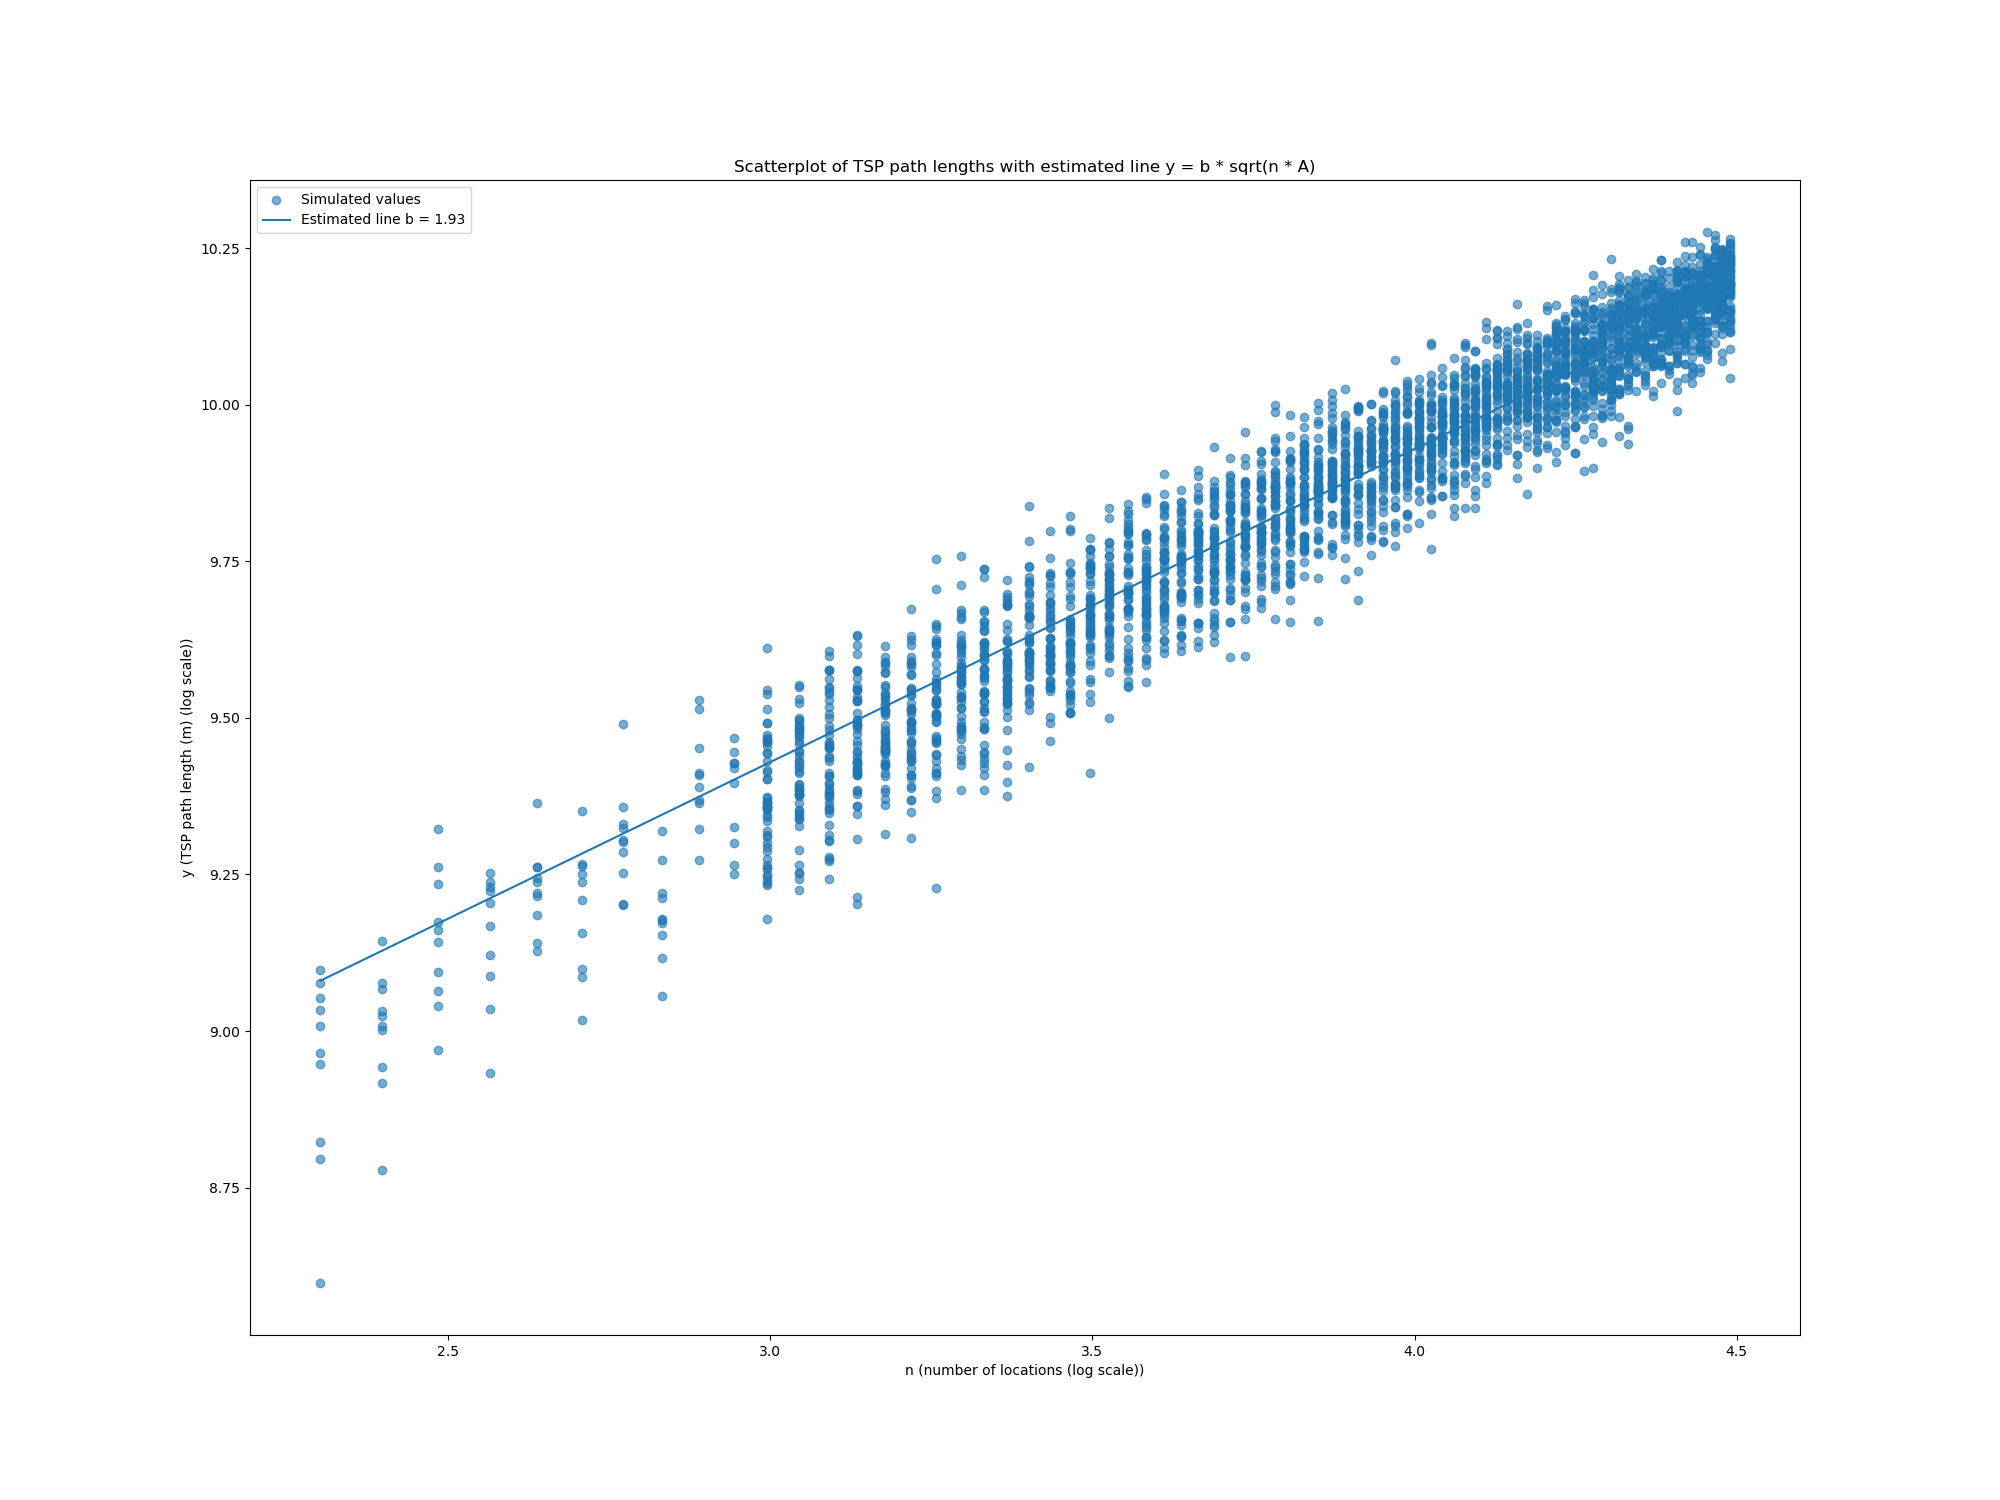 Scatterplot of TSP path lengths with estimated line y = b * sqrt(n * A)
Simulated values
Estimated line b = 1.93
10.25
10.00
9.75
9.50
9.25
9.00
8.75
y (TSP path length (m) (log scale))
2.5
3.0
3.5
4.0
4.5
n (number of locations (log scale))